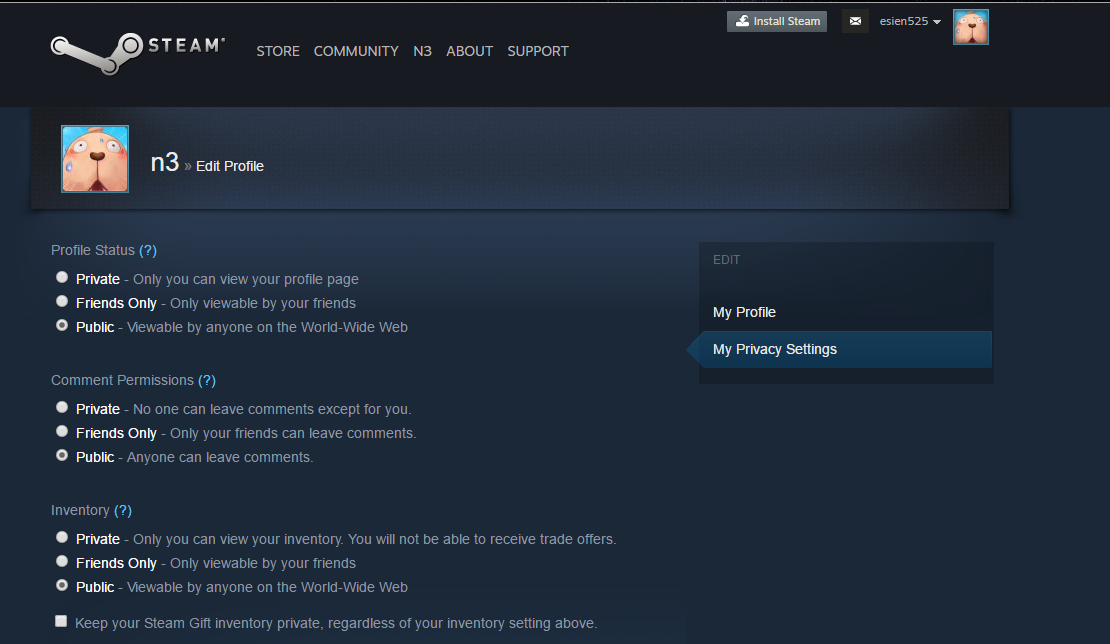 Install Steam
esien525
STEAM
STORE COMMUNITY N3 ABOUT SUPPORT
n3 » Edit Profile
Profile Status (?)
Private - Only you can view your profile page
Friends Only - Only viewable by your friends
Public - Viewable by anyone on the World-Wide Web
EDIT
My Profile
My Privacy Settings
Comment Permissions (?)
Private - No one can leave comments except for you.
Friends Only - Only your friends can leave comments.
Public - Anyone can leave comments.
Inventory (?)
Private - Only you can view your inventory. You will not be able to receive trade offers.
Friends Only - Only viewable by your friends
Public - Viewable by anyone on the World-Wide Web
Keep your Steam Gift inventory private, regardless of your inventory setting above.